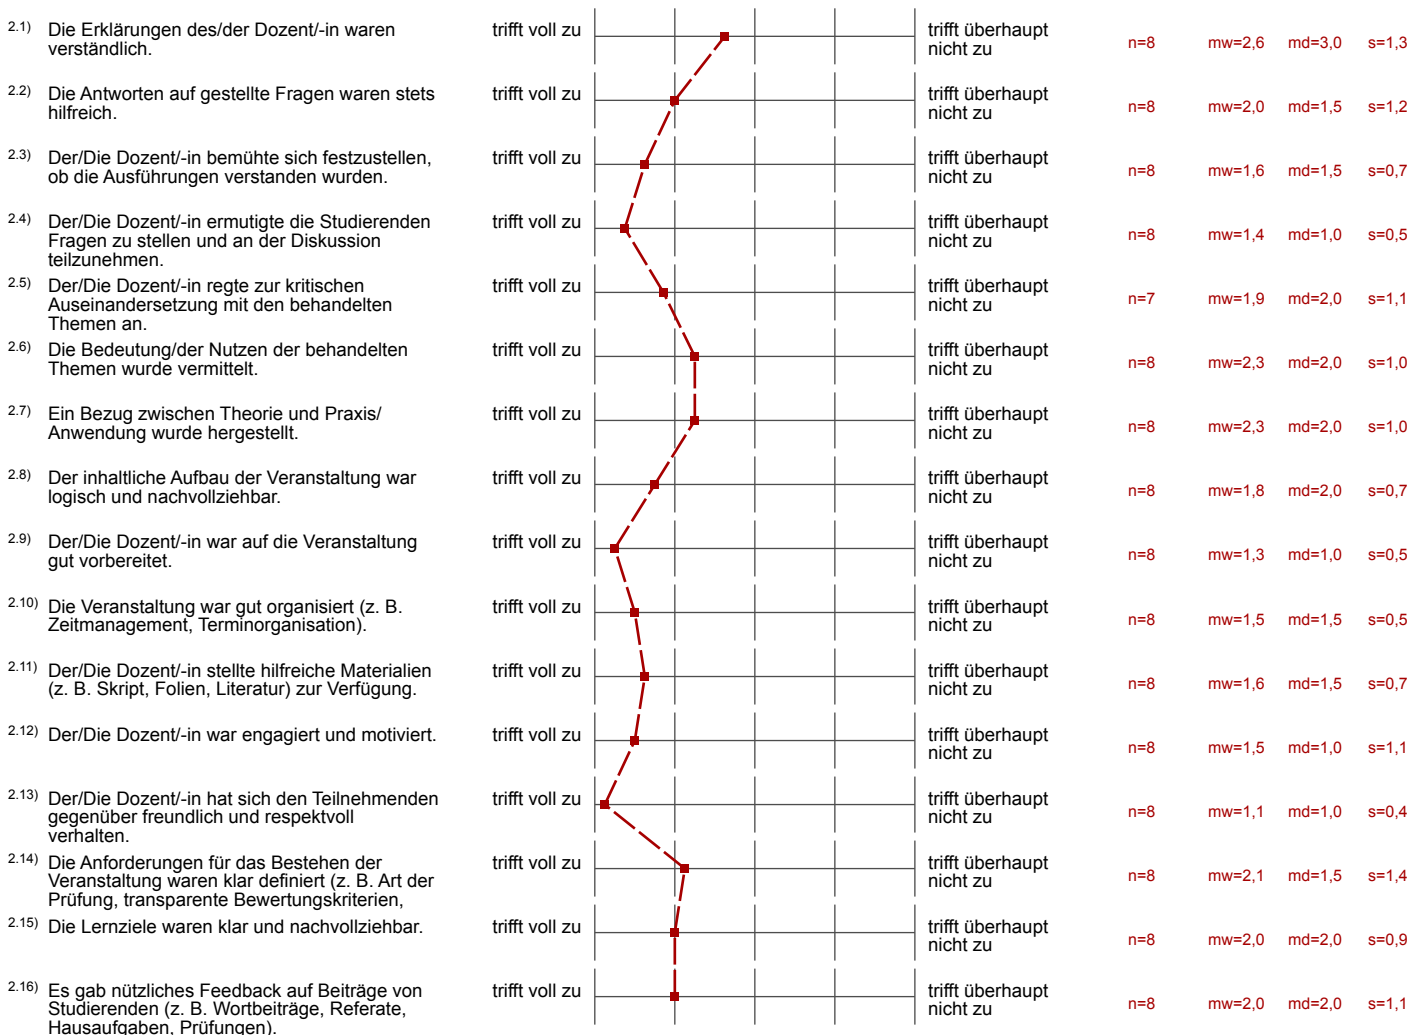 2.1) Die Erklärungen des/der Dozent/-in waren verständlich. trifft voll zu trifft überhaupt nicht zu n=8 mw=2,6 md=3,0 s=1,3
2.2) Die Antworten auf gestellte Fragen waren stets hilfreich. trifft voll zu trifft überhaupt nicht zu n=8 mw=2,0 md=1,5 s=1,2
2.3) Der/Die Dozent/-in bemühte sich festzustellen, ob die Ausführungen verstanden wurden. trifft voll zu trifft überhaupt nicht zu n=8 mw=1,6 md=1,5 s=0,7
2.4) Der/Die Dozent/-in ermutigte die Studierenden Fragen zu stellen und an der Diskussion teilzunehmen. trifft voll zu trifft überhaupt nicht zu n=8 mw=1,4 md=1,0 s=0,5
2.5) Der/Die Dozent/-in regte zur kritischen Auseinandersetzung mit den behandelten Themen an. trifft voll zu trifft überhaupt nicht zu n=7 mw=1,9 md=2,0 s=1,1
2.6) Die Bedeutung/der Nutzen der behandelten Themen wurde vermittelt. trifft voll zu trifft überhaupt nicht zu n=8 mw=2,3 md=2,0 s=1,0
2.7) Ein Bezug zwischen Theorie und Praxis/ Anwendung wurde hergestellt. trifft voll zu trifft überhaupt nicht zu n=8 mw=2,3 md=2,0 s=1,0
2.8) Der inhaltliche Aufbau der Veranstaltung war logisch und nachvollziehbar. trifft voll zu trifft überhaupt nicht zu n=8 mw=1,8 md=2,0 s=0,7
2.9) Der/Die Dozent/-in war auf die Veranstaltung gut vorbereitet. trifft voll zu trifft überhaupt nicht zu n=8 mw=1,3 md=1,0 s=0,5
2.10) Die Veranstaltung war gut organisiert (z. B. Zeitmanagement, Terminorganisation). trifft voll zu trifft überhaupt nicht zu n=8 mw=1,5 md=1,5 s=0,5
2.11) Der/Die Dozent/-in stellte hilfreiche Materialien (z. B. Skript, Folien, Literatur) zur Verfügung. trifft voll zu trifft überhaupt nicht zu n=8 mw=1,6 md=1,5 s=0,7
2.12) Der/Die Dozent/-in war engagiert und motiviert. trifft voll zu trifft überhaupt nicht zu n=8 mw=1,5 md=1,0 s=1,1
2.13) Der/Die Dozent/-in hat sich den Teilnehmenden gegenüber freundlich und respektvoll verhalten. trifft voll zu trifft überhaupt nicht zu n=8 mw=1,1 md=1,0 s=0,4
2.14) Die Anforderungen für das Bestehen der Veranstaltung waren klar definiert (z. B. Art der Prüfung, transparente Bewertungskriterien, trifft voll zu trifft überhaupt nicht zu n=8 mw=2,1 md=1,5 s=1,4
2.15) Die Lernziele waren klar und nachvollziehbar. trifft voll zu trifft überhaupt nicht zu n=8 mw=2,0 md=2,0 s=0,9
2.16) Es gab nützliches Feedback auf Beiträge von Studierenden (z. B. Wortbeiträge, Referate, Hausaufgaben, Prüfungen). trifft voll zu trifft überhaupt nicht zu n=8 mw=2,0 md=2,0 s=1,1